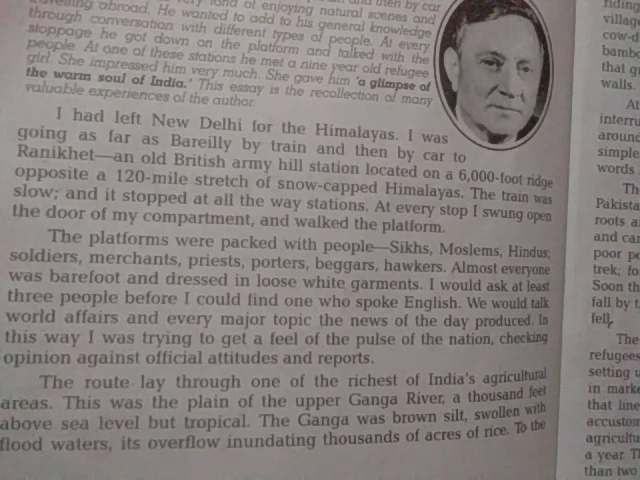 then by car
travelling abroad. He wanted to add to his general knowledge
very fond of enjoying natural scenes and
through conversation with different types of people. At every
stoppage he got down on the platform and talked with the
people. At one of these stations he met a nine year old refugee
girl. She impressed him very much. She gave him 'a glimpse of
the warm soul of India.' This essay is the recollection of many
valuable experiences of the author.
I had left New Delhi for the Himalayas. I was
going as far as Bareilly by train and then by car to
Ranikhet—an old British army hill station located on a 6,000-foot ridge
opposite a 120-mile stretch of snow-capped Himalayas. The train was
slow; and it stopped at all the way stations. At every stop I swung open
the door of my compartment, and walked the platform.
The platforms were packed with people—Sikhs, Moslems, Hindus;
soldiers, merchants, priests, porters, beggars, hawkers. Almost everyone
was barefoot and dressed in loose white garments. I would ask at least
three people before I could find one who spoke English. We would talk
world affairs and every major topic the news of the day produced. In
this way I was trying to get a feel of the pulse of the nation, checking
opinion against official attitudes and reports.
The route lay through one of the richest of India's agricultural
areas. This was the plain of the upper Ganga River, a thousand feet
above sea level but tropical. The Ganga was brown silt, swollen with
flood waters, its overflow inundating thousands of acres of rice. To the
riding
village
cow-d
bambo
that g
walls.
interru
around
simple
words
Th
Pakista
roots a
and ca
poor pe
trek; fo
Soon th
fall by t
fell,
The
refugees
setting u
in marke
that line
accustom
agricultu
a year. T
than two